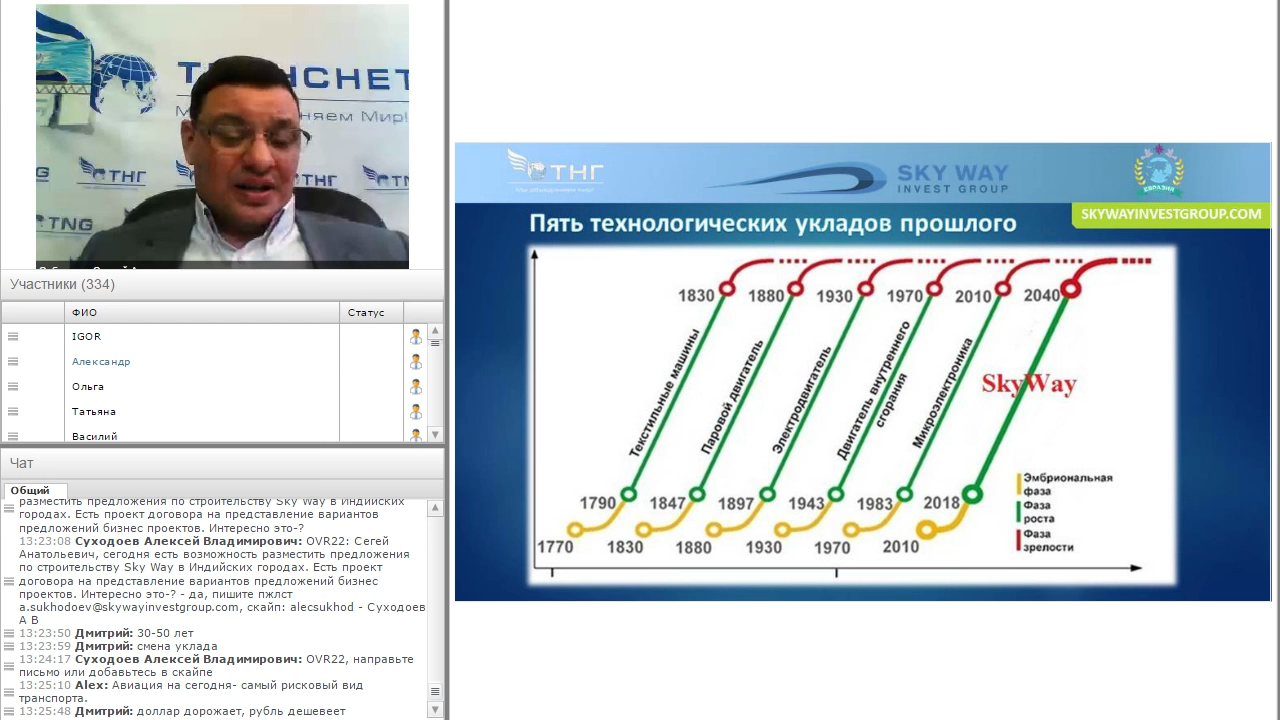 ТНГ
TNG
Участники (334)
ФИО
Статус
IGOR
Александр
Ольга
Татьяна
Василий
Чат
Общий
разместить предложения по строительству Sky Way в Индийских
городах. Есть проект договора на представление вариантов
предложений бизнес проектов. Интересно это-?
13:23:08 Суходоев Алексей Владимирович: OVR22: Сегей
Анатольевич, сегодня есть возможность разместить предложения
по строительству Sky Way в Индийских городах. Есть проект
договора на представление вариантов предложений бизнес
проектов. Интересно это-? - да, пишите пжлст
a.sukhodoev@skywayinvestgroup.com, скайп: alecsukhod - Суходоев
А В
13:23:50 Дмитрий: 30-50 лет
13:23:59 Дмитрий: смена уклада
13:24:17 Суходоев Алексей Владимирович: OVR22, направьте
письмо или добавьтесь в скайпе
13:25:10 Alex: Авиация на сегодня- самый рисковый вид
транспорта.
13:25:48 Дмитрий: доллар дорожает, рубль дешевеет
ТНГ
SKY WAY
INVEST GROUP
ЕВРАЗИЯ
SKYWAYINVESTGROUP.COM
Пять технологических укладов прошлого
1830 1880 1930 1970 2010 2040
Текстильные машины
Паровой двигатель
Электродвигатель
Двигатель внутреннего
сгорания
Микроэлектроника
SkyWay
1790 1847 1897 1943 1983 2018
1770 1830 1880 1930 1970 2010
Эмбриональная
фаза
Фаза
роста
Фаза
зрелости